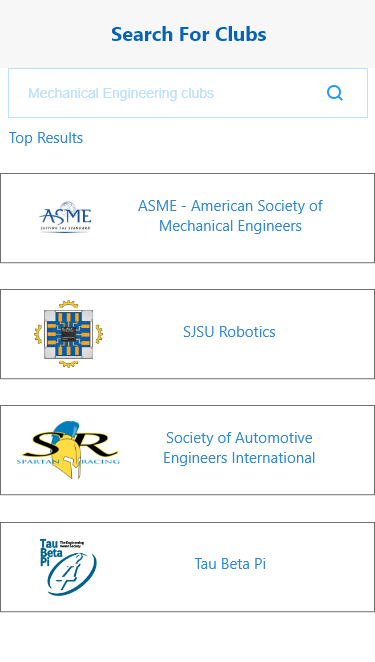 Search For Clubs
Mechanical Engineering clubs
Top Results
ASME
SETTING THE STANDARD
ASME - American Society of
Mechanical Engineers
SJSU Robotics
SR
SPARTAN RACING
Society of Automotive
Engineers International
Tau
Beta
Pi
The Engineering
Honor Society
Tau Beta Pi